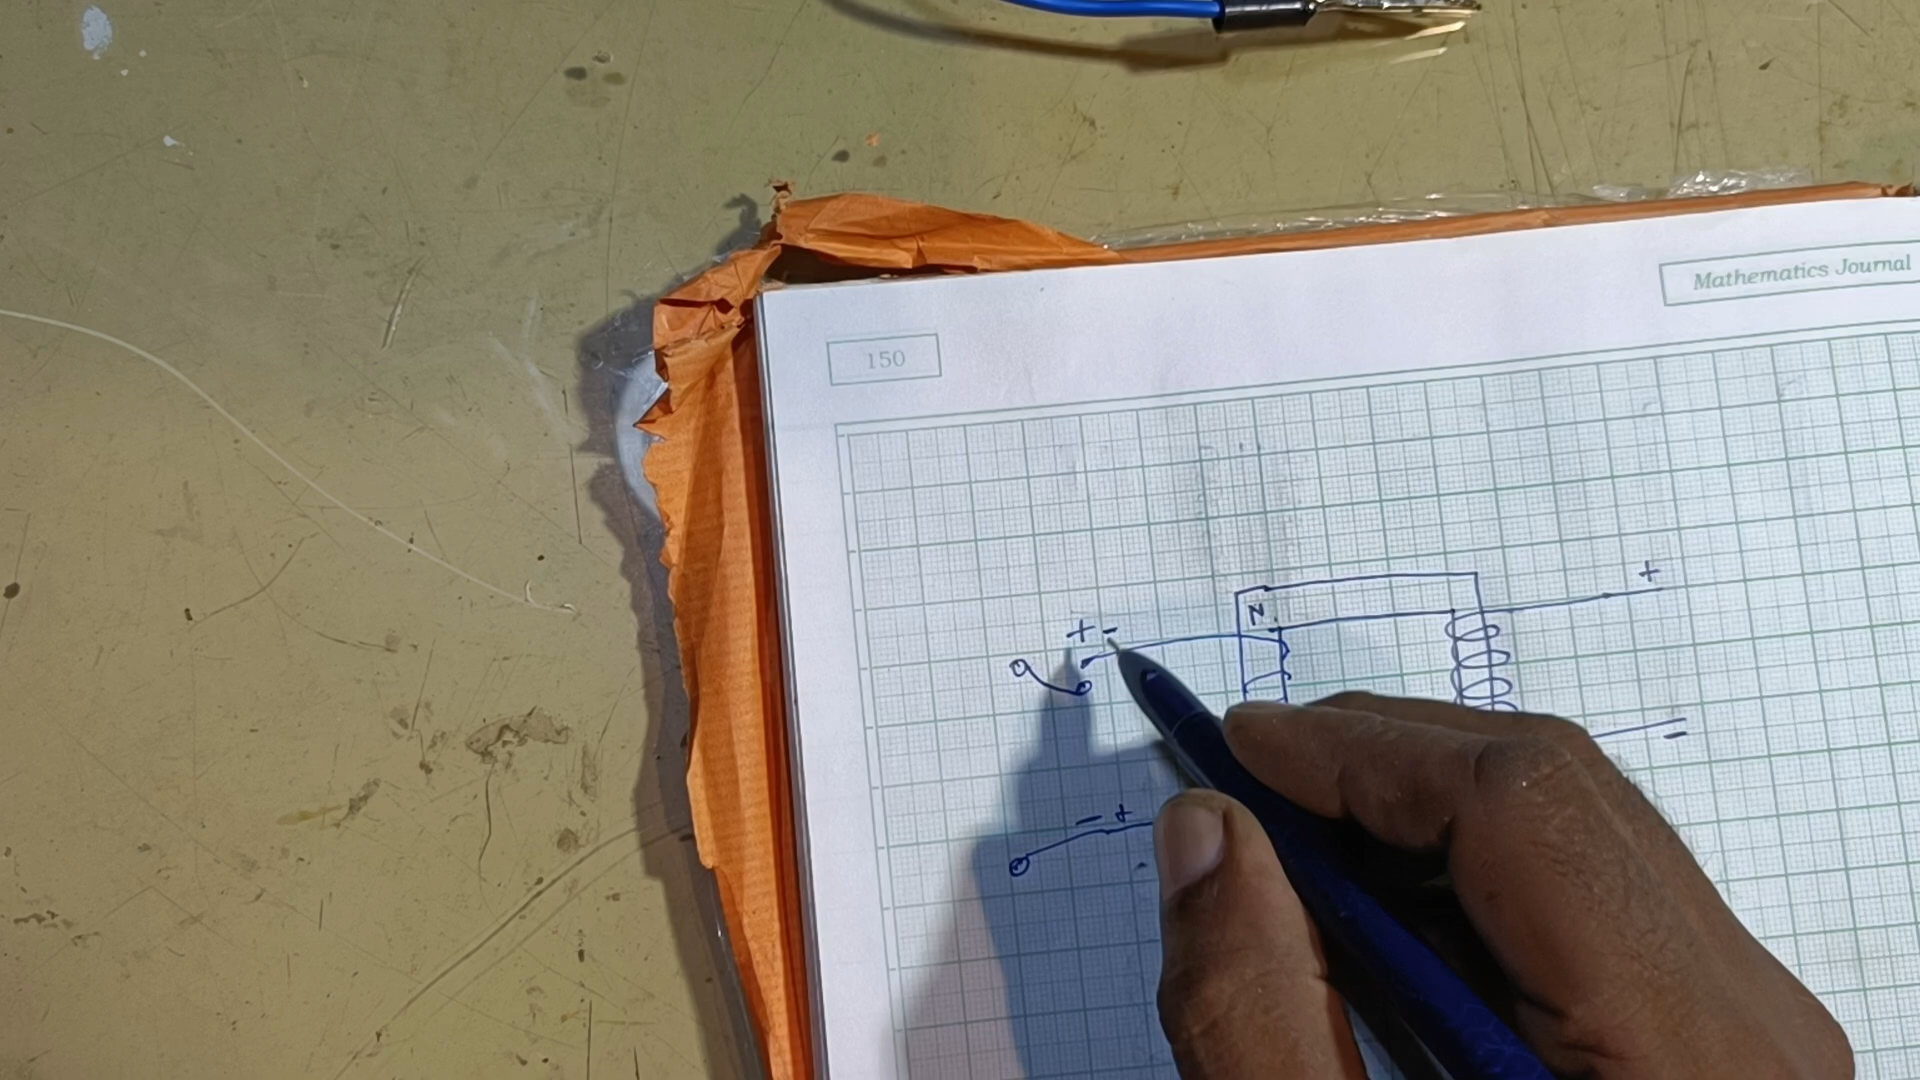 Mathematics Journal
150
+
N
+ -
-
- +